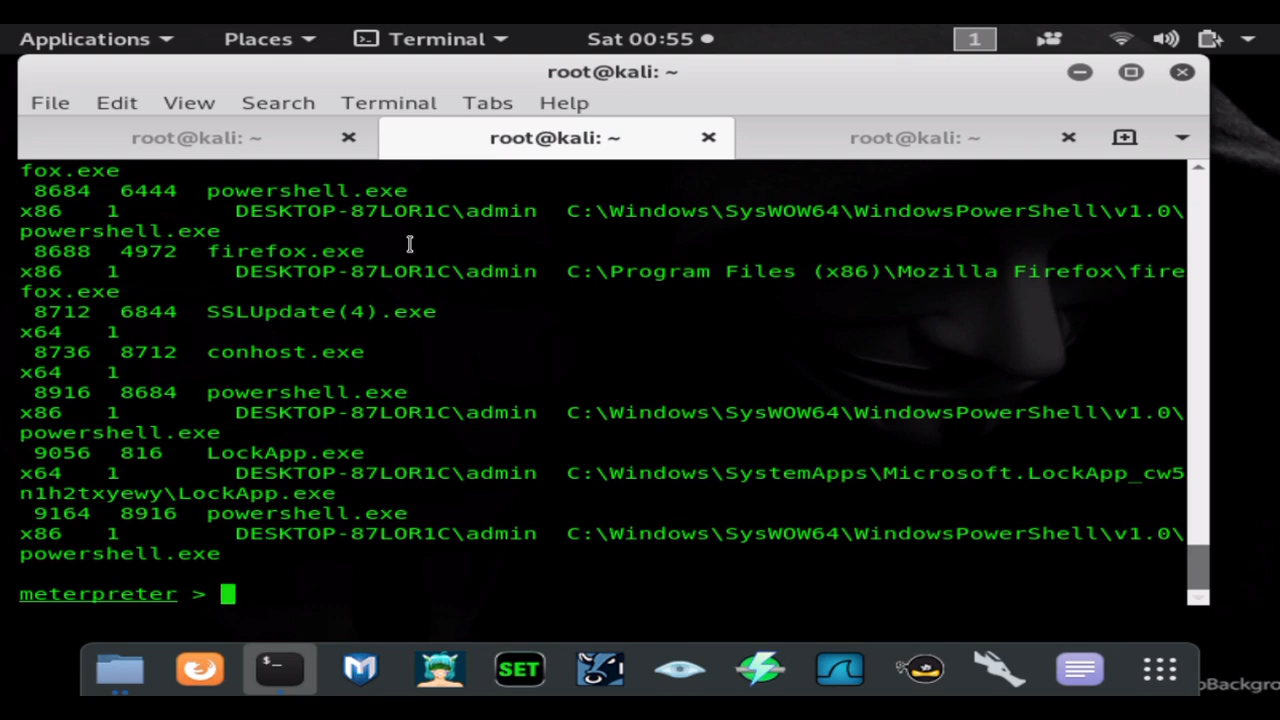 Applications Places Terminal Sat 00:55 1
root@kali: ~
File Edit View Search Terminal Tabs Help
root@kali: ~ root@kali: ~ root@kali: ~
fox.exe
8684 6444 powershell.exe
x86 1 DESKTOP-87LOR1C\admin C:\Windows\SysWOW64\WindowsPowerShell\v1.0\
powershell.exe
8688 4972 firefox.exe
x86 1 DESKTOP-87LOR1C\admin C:\Program Files (x86)\Mozilla Firefox\fire
fox.exe
8712 6844 SSLUpdate(4).exe
x64 1
8736 8712 conhost.exe
x64 1
8916 8684 powershell.exe
x86 1 DESKTOP-87LOR1C\admin C:\Windows\SysWOW64\WindowsPowerShell\v1.0\
powershell.exe
9056 816 LockApp.exe
x64 1 DESKTOP-87LOR1C\admin C:\Windows\SystemApps\Microsoft.LockApp_cw5
n1h2txyewy\LockApp.exe
9164 8916 powershell.exe
x86 1 DESKTOP-87LOR1C\admin C:\Windows\SysWOW64\WindowsPowerShell\v1.0\
powershell.exe
meterpreter >
$_ SET